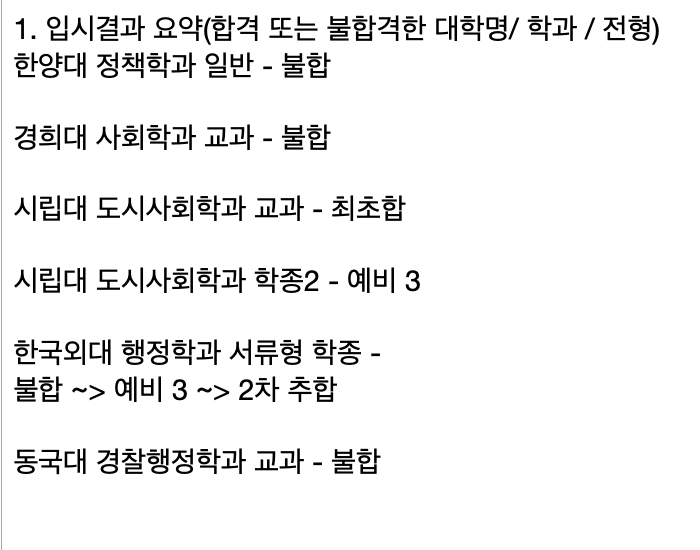 1. 입시결과 요약(합격 또는 불합격한 대학명/ 학과 / 전형)
한양대 정책학과 일반 - 불합
경희대 사회학과 교과 - 불합
시립대 도시사회학과 교과 - 최초합
시립대 도시사회학과 학종2 - 예비 3
한국외대 행정학과 서류형 학종 -
불합 ~> 예비 3 ~> 2차 추합
동국대 경찰행정학과 교과 - 불합